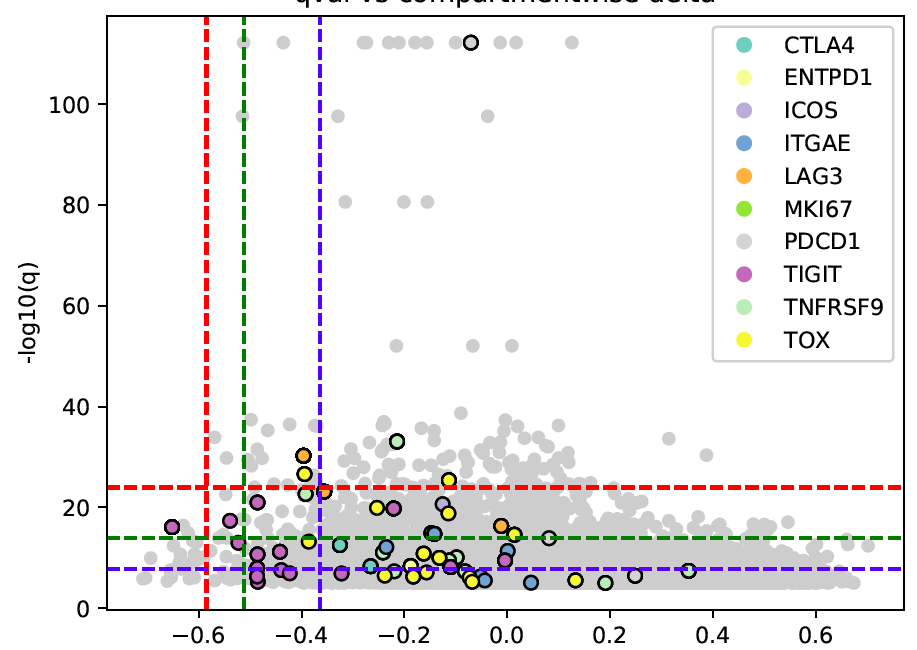 qval vs compartmentwise delta
-log10(q)
100
80
60
40
20
0
−0.6
−0.4
−0.2
0.0
0.2
0.4
0.6
CTLA4
ENTPD1
ICOS
ITGAE
LAG3
MKI67
PDCD1
TIGIT
TNFRSF9
TOX